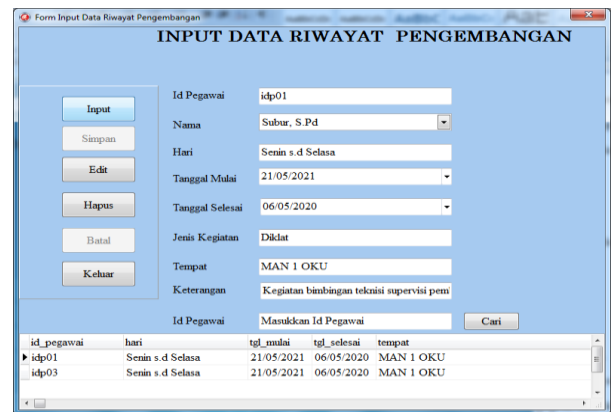 Form Input Data Riwayat Pengembangan
INPUT DATA RIWAYAT PENGEMBANGAN
Input
Simpan
Edit
Hapus
Batal
Keluar
Id Pegawai idp01
Nama Subur, S.Pd
Hari Senin s.d Selasa
Tanggal Mulai 21/05/2021
Tanggal Selesai 06/05/2020
Jenis Kegiatan Diklat
Tempat MAN 1 OKU
Keterangan Kegiatan bimbingan teknisi supervisi pem
Id Pegawai Masukkan Id Pegawai Cari
id_pegawai hari tgl_mulai tgl_selesai tempat
idp01 Senin s.d Selasa 21/05/2021 06/05/2020 MAN 1 OKU
idp03 Senin s.d Selasa 21/05/2021 06/05/2020 MAN 1 OKU